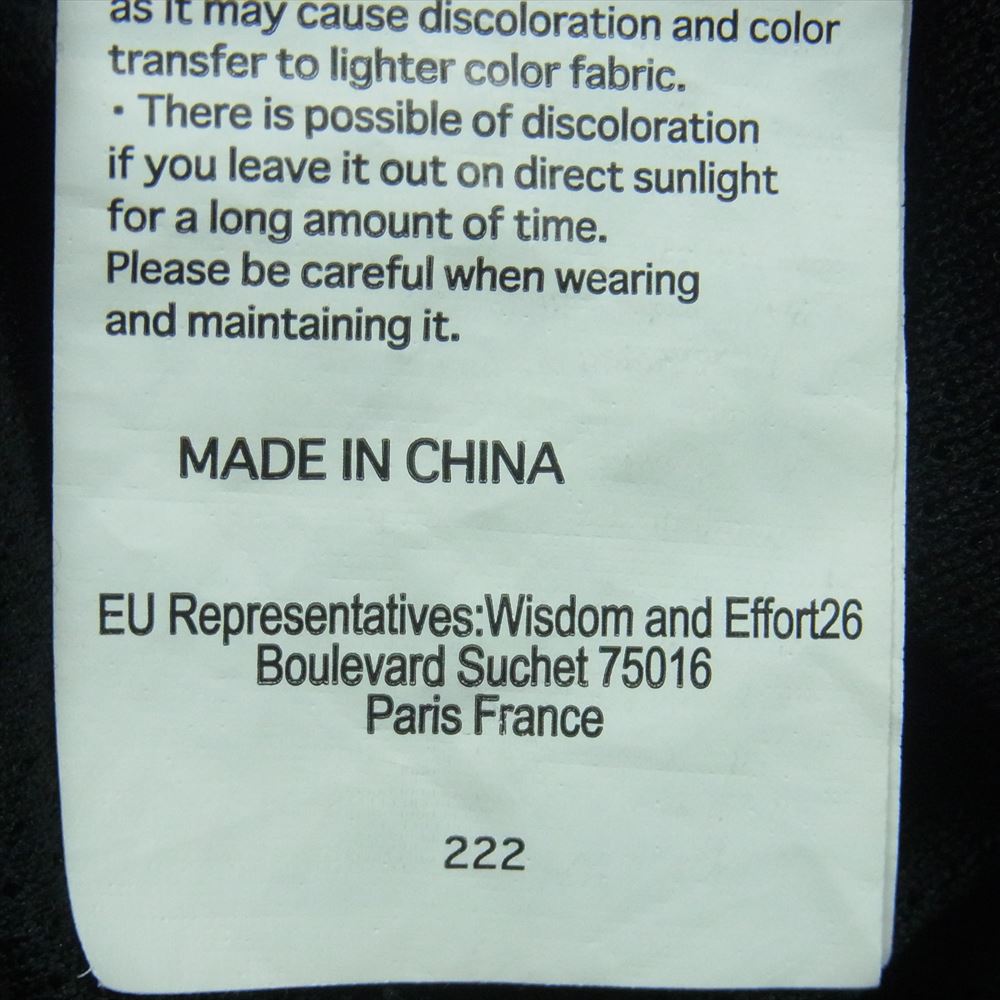 as it may cause discoloration and color
transfer to lighter color fabric.
・There is possible of discoloration
if you leave it out on direct sunlight
for a long amount of time.
Please be careful when wearing
and maintaining it.
MADE IN CHINA
EU Representatives:Wisdom and Effort26
Boulevard Suchet 75016
Paris France
222